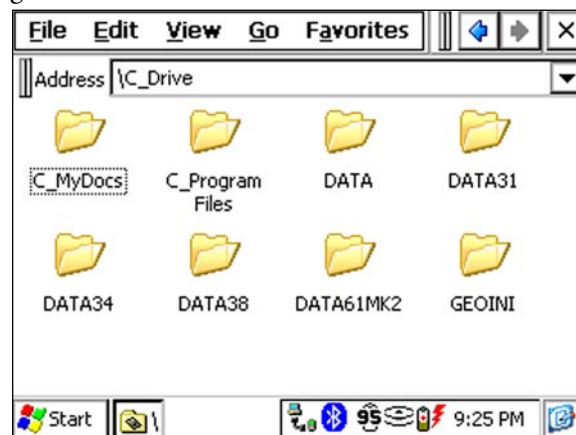 File Edit View Go Favorites
Address \C_Drive
C_MyDocs C_Program Files DATA DATA31
DATA34 DATA38 DATA61MK2 GEOINI
Start \ 95 9:25 PM